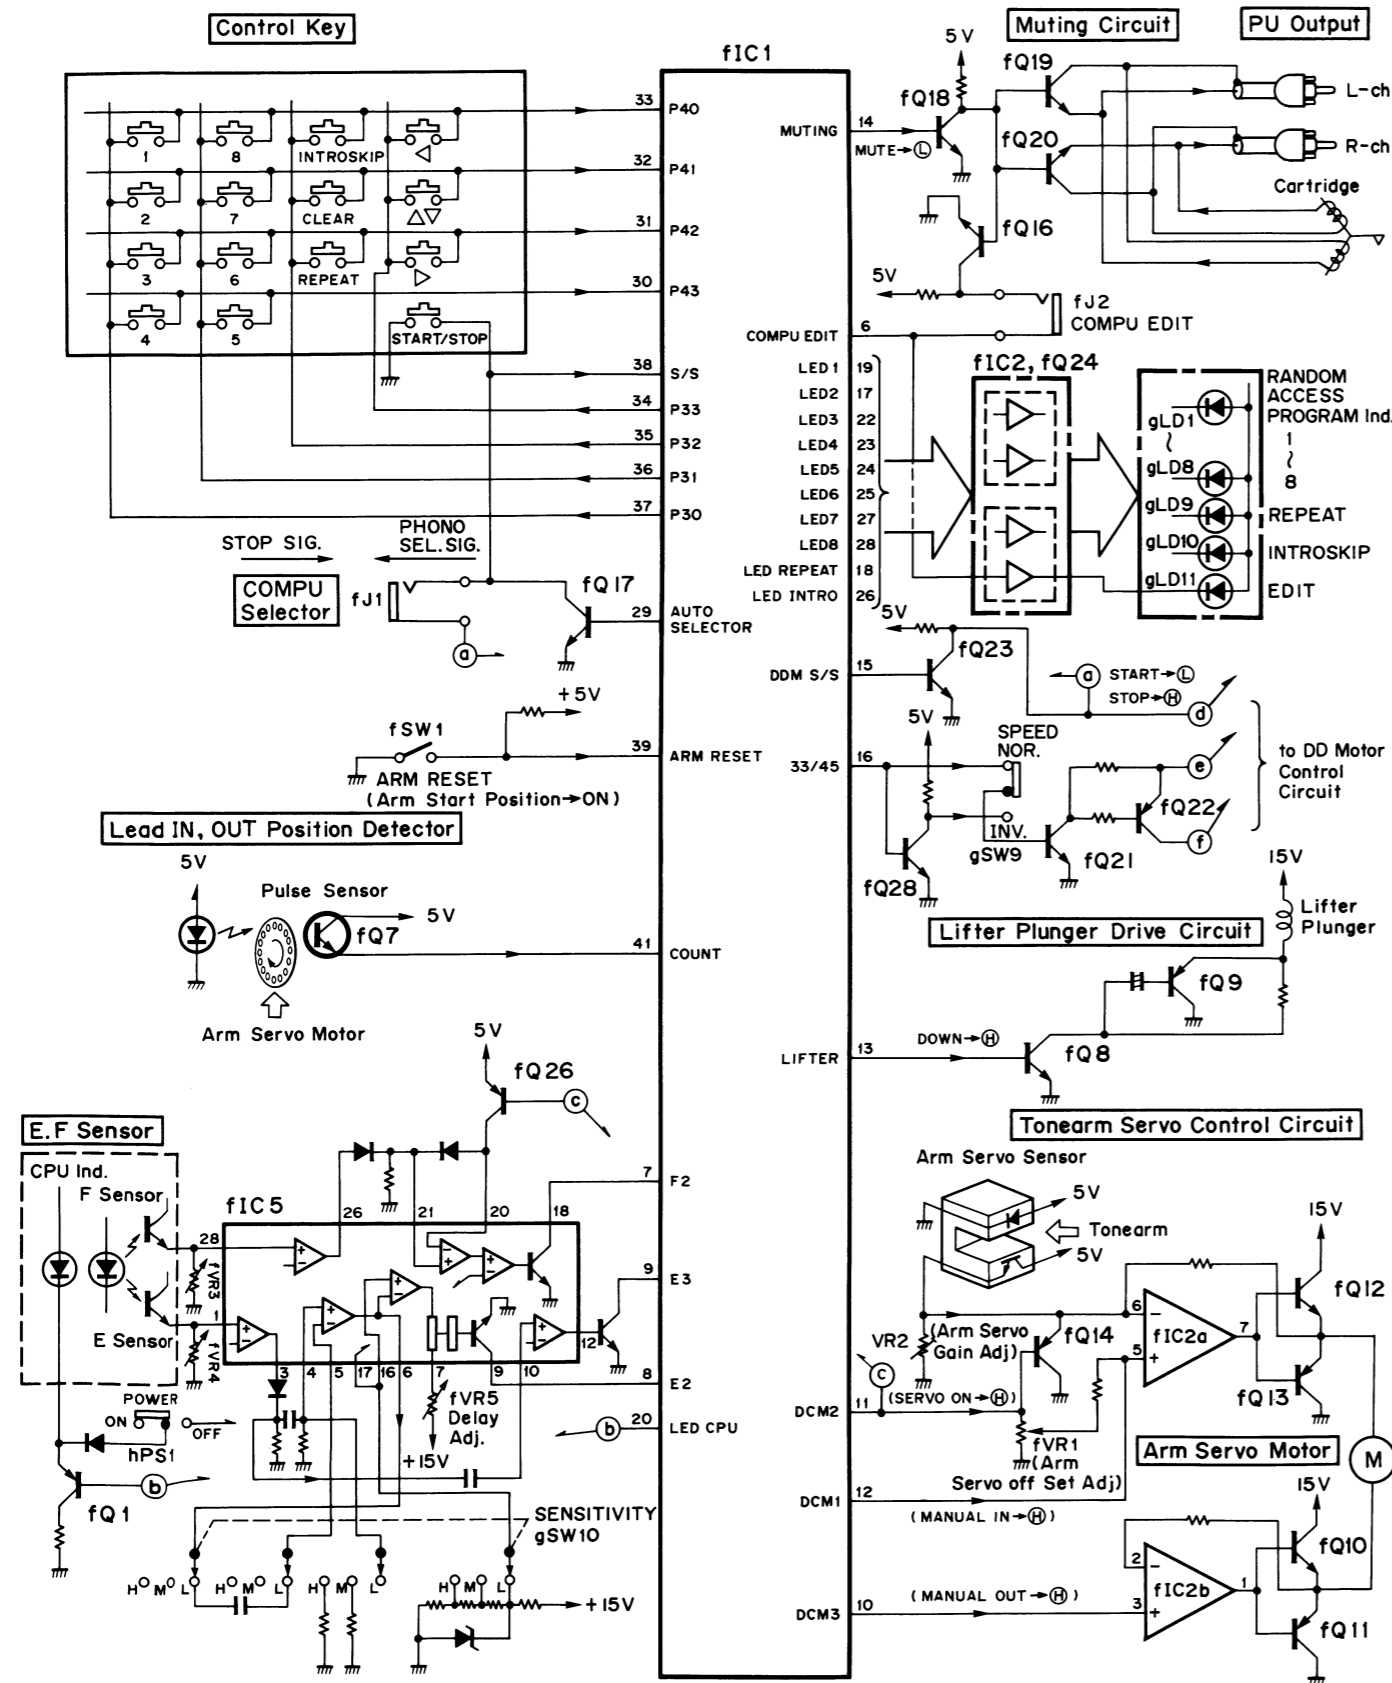 Control Key
fIC1
Muting Circuit
PU Output
33
P40
1
8
INTROSKIP
◁
32
P41
2
7
CLEAR
△▽
31
P42
3
6
REPEAT
▷
30
P43
4
5
START/STOP
38
S/S
34
P33
35
P32
36
P31
37
P30
STOP SIG.
PHONO
SEL.SIG.
COMPU
Selector
fJ1
a
fQ17
29
AUTO
SELECTOR
+5V
fSW1
39
ARM RESET
ARM RESET
(Arm Start Position→ON)
Lead IN, OUT Position Detector
5V
Pulse Sensor
fQ7
5V
41
COUNT
Arm Servo Motor
5V
fQ26
c
E.F Sensor
CPU Ind.
F Sensor
E Sensor
28
fVR3
1
fVR4
fIC5
26
21
20
18
7
F2
9
E3
12
3
4
5
17
16
6
7
9
10
8
E2
fVR5
Delay
Adj.
+15V
20
LED CPU
b
POWER
ON
OFF
hPS1
b
fQ1
SENSITIVITY
gSW10
H M L
H M L
H M L
H M L
+15V
5V
fQ19
fQ18
14
MUTING
MUTE→L
fQ20
fQ16
L-ch
R-ch
Cartridge
5V
fJ2
COMPU EDIT
6
COMPU EDIT
LED1 19
LED2 17
LED3 22
LED4 23
LED5 24
LED6 25
LED7 27
LED8 28
LED REPEAT 18
LED INTRO 26
fIC2, fQ24
gLD1
~
gLD8
gLD9
gLD10
gLD11
RANDOM
ACCESS
PROGRAM Ind.
1
~
8
REPEAT
INTROSKIP
EDIT
5V
fQ23
15
DDM S/S
a
START→L
STOP→H
d
5V
SPEED
NOR.
16
33/45
INV.
gSW9
fQ28
fQ21
fQ22
e
f
to DD Motor
Control
Circuit
15V
Lifter
Plunger
Lifter Plunger Drive Circuit
fQ9
fQ8
13
LIFTER
DOWN→H
Tonearm Servo Control Circuit
Arm Servo Sensor
5V
Tonearm
5V
15V
fQ12
VR2
(Arm Servo
Gain Adj)
fQ14
6
5
7
fIC2a
fQ13
c
(SERVO ON→H)
11
DCM2
fVR1
(Arm
Servo off Set Adj)
Arm Servo Motor
M
12
DCM1
(MANUAL IN→H)
15V
fQ10
2
3
1
fIC2b
fQ11
10
DCM3
(MANUAL OUT→H)